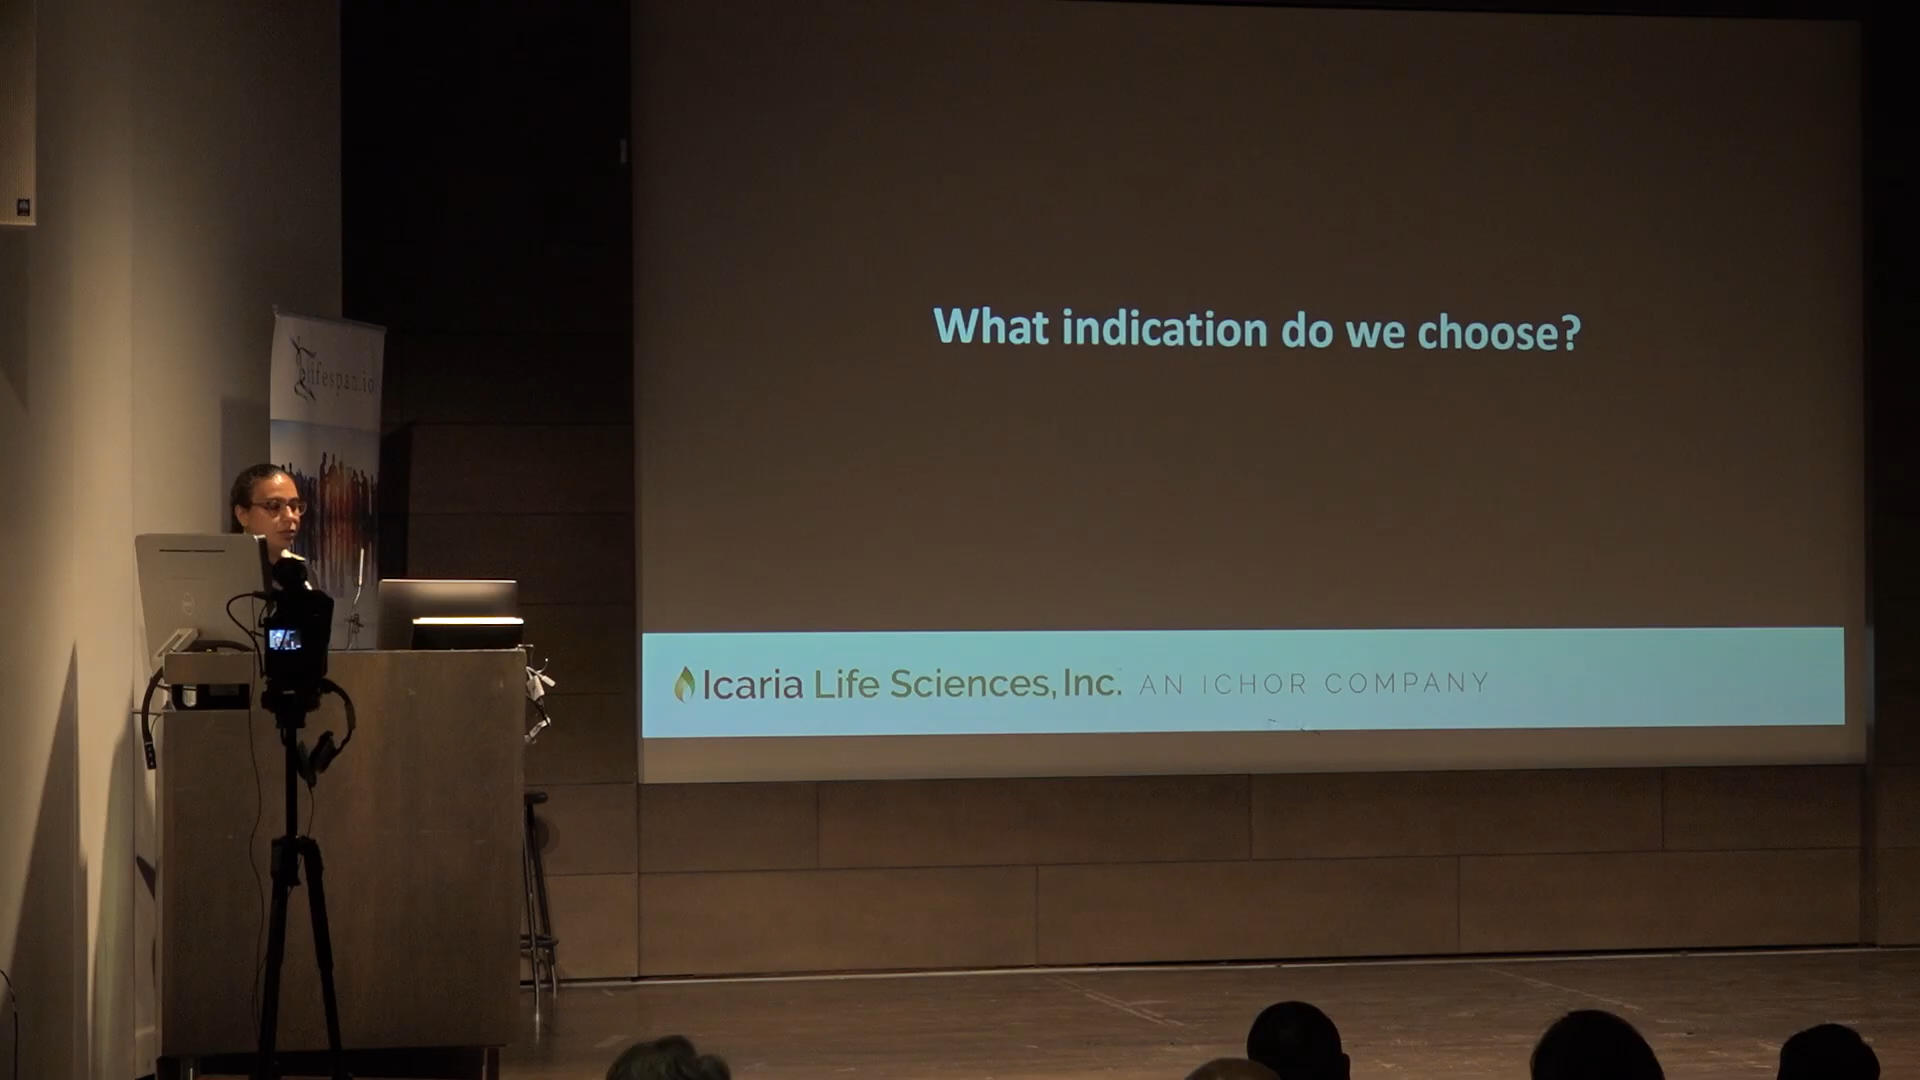 lifespan.io
What indication do we choose?
Icaria Life Sciences, Inc. AN ICHOR COMPANY